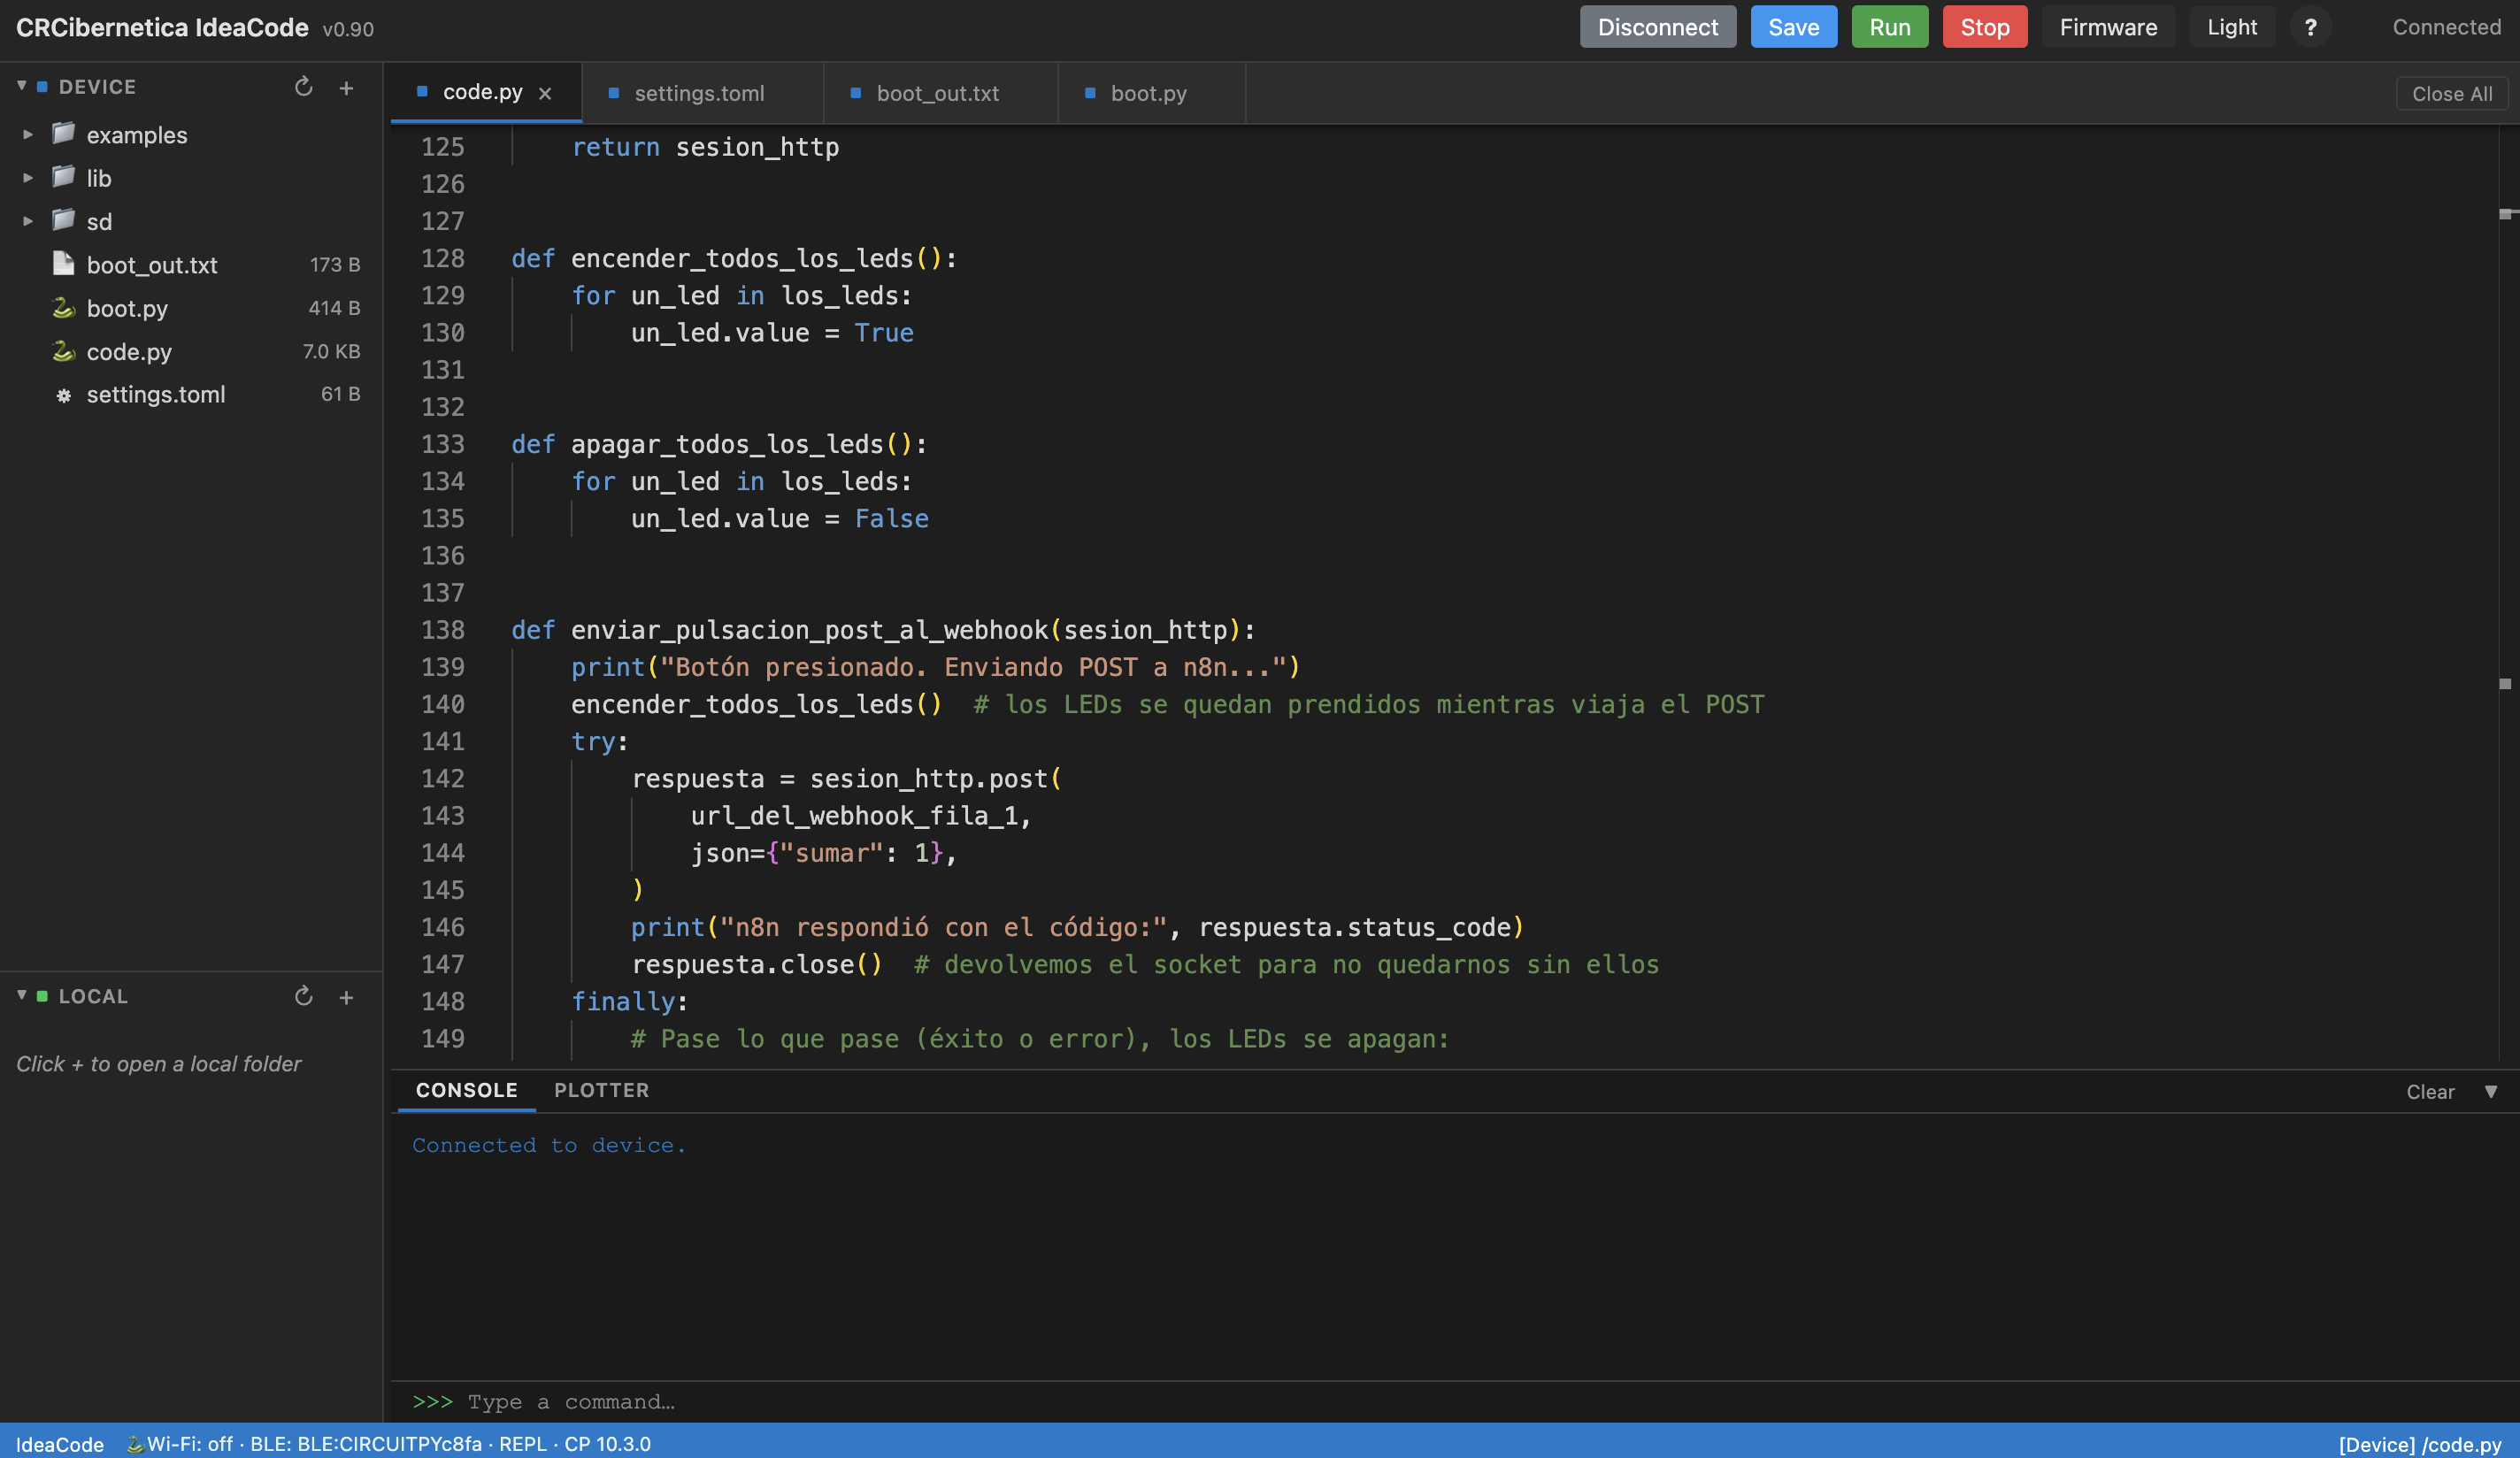 CRCibernetica IdeaCode v0.90
Disconnect Save Run Stop Firmware Light ? Connected
DEVICE
examples
lib
sd
boot_out.txt 173 B
boot.py 414 B
code.py 7.0 KB
settings.toml 61 B
LOCAL
Click + to open a local folder
code.py × settings.toml boot_out.txt boot.py Close All
125 return sesion_http
126
127
128 def encender_todos_los_leds():
129 for un_led in los_leds:
130 un_led.value = True
131
132
133 def apagar_todos_los_leds():
134 for un_led in los_leds:
135 un_led.value = False
136
137
138 def enviar_pulsacion_post_al_webhook(sesion_http):
139 print("Botón presionado. Enviando POST a n8n...")
140 encender_todos_los_leds() # los LEDs se quedan prendidos mientras viaja el POST
141 try:
142 respuesta = sesion_http.post(
143 url_del_webhook_fila_1,
144 json={"sumar": 1},
145 )
146 print("n8n respondió con el código:", respuesta.status_code)
147 respuesta.close() # devolvemos el socket para no quedarnos sin ellos
148 finally:
149 # Pase lo que pase (éxito o error), los LEDs se apagan:
CONSOLE PLOTTER Clear
Connected to device.
>>> Type a command…
IdeaCode Wi-Fi: off · BLE: BLE:CIRCUITPYc8fa · REPL · CP 10.3.0 [Device] /code.py